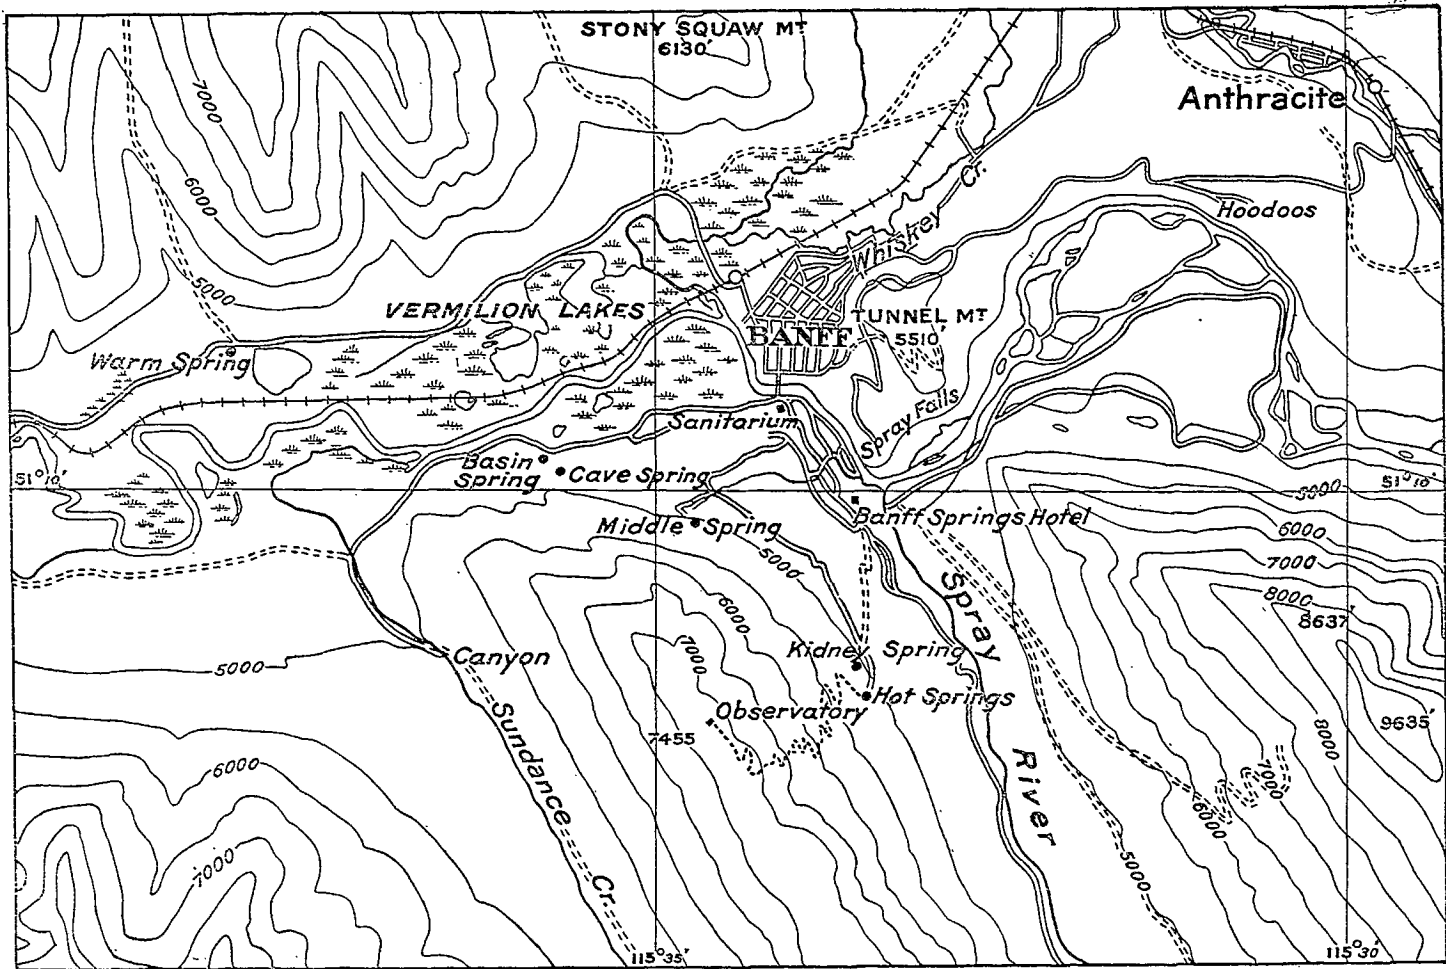 STONY SQUAW MT
6130'
7000
Anthracite
6000
Cr.
Hoodoos
Whiskey
5000
VERMILION LAKES
TUNNEL MT
5510'
BANFF
Warm Spring
Spray Falls
Sanitarium
Basin
Spring
Cave Spring
51°10'
51°10'
5000
Middle Spring
Banff Springs Hotel
6000
5000
7000
8000
8637'
6000
Spray
7000
Kidney Spring
Canyon
5000
Hot Springs
Observatory
Sundance
7455
9635'
8000
River
6000
7000
6000
7000
5000
Cr.
115°35'
115°30'